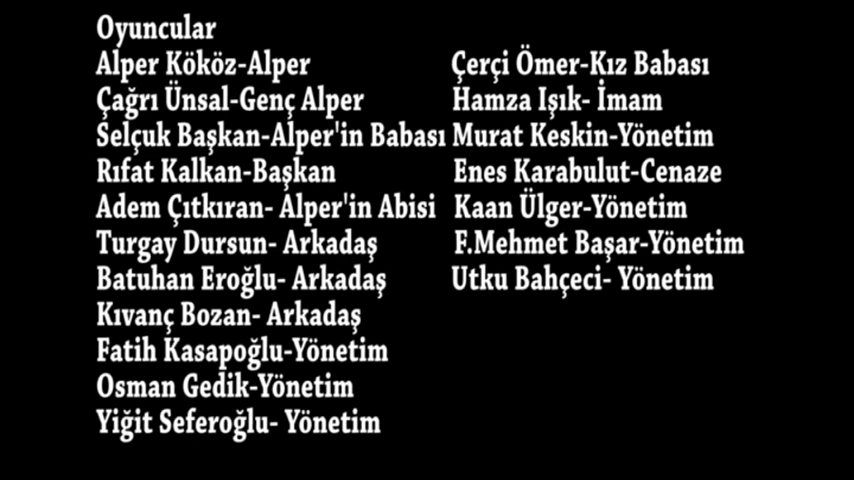 Oyuncular
Alper Kököz-Alper
Çağrı Ünsal-Genç Alper
Selçuk Başkan-Alper'in Babası
Rıfat Kalkan-Başkan
Adem Çıtkıran- Alper'in Abisi
Turgay Dursun- Arkadaş
Batuhan Eroğlu- Arkadaş
Kıvanç Bozan- Arkadaş
Fatih Kasapoğlu-Yönetim
Osman Gedik-Yönetim
Yiğit Seferoğlu- Yönetim
Çerçi Ömer-Kız Babası
Hamza Işık- İmam
Murat Keskin-Yönetim
Enes Karabulut-Cenaze
Kaan Ülger-Yönetim
F.Mehmet Başar-Yönetim
Utku Bahçeci- Yönetim